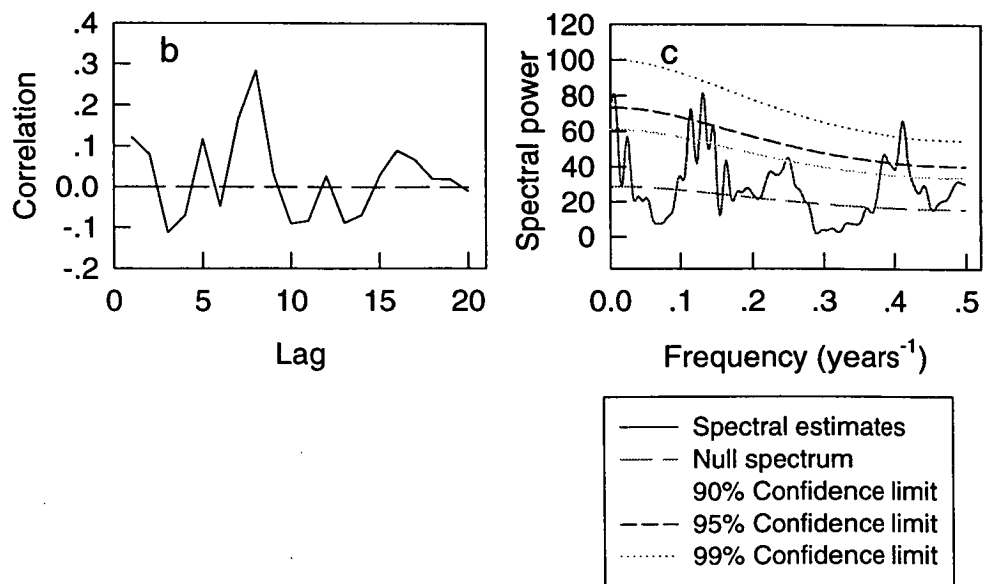 b
.4
.3
.2
.1
0.0
-.1
-.2
Correlation
0
5
10
15
20
Lag
c
120
100
80
60
40
20
0
Spectral power
0.0
.1
.2
.3
.4
.5
Frequency (years-1)
Spectral estimates
Null spectrum
90% Confidence limit
95% Confidence limit
99% Confidence limit